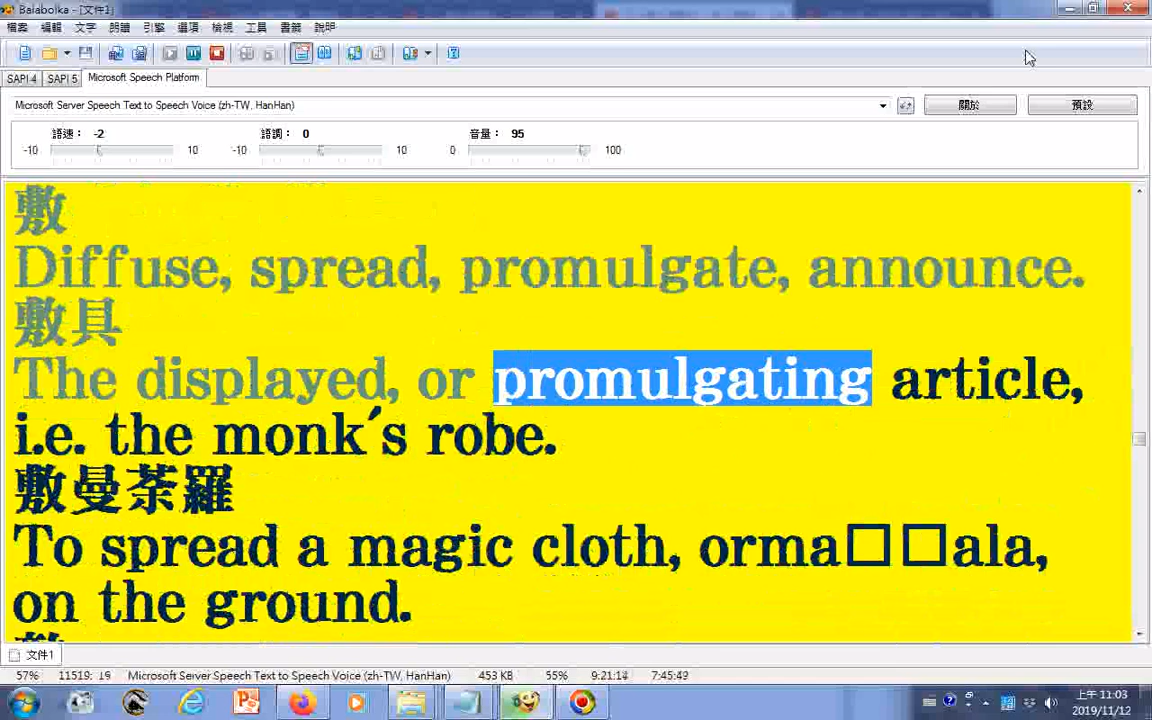 Balabolka - [文件1]
檔案 編輯 文字 朗讀 引擎 選項 檢視 工具 書籤 說明
SAPI 4 SAPI 5 Microsoft Speech Platform
Microsoft Server Speech Text to Speech Voice (zh-TW, HanHan) 關於 預設
語速： -2 語調： 0 音量： 95
-10 10 -10 10 0 100
敷
Diffuse, spread, promulgate, announce.
敷具
The displayed, or promulgating article,
i.e. the monk's robe.
敷曼荼羅
To spread a magic cloth, orma□□ala,
on the ground.
文件1
57% 11519: 19 Microsoft Server Speech Text to Speech Voice (zh-TW, HanHan) 453 KB 55% 9:21:14 7:45:49
上午 11:03
2019/11/12